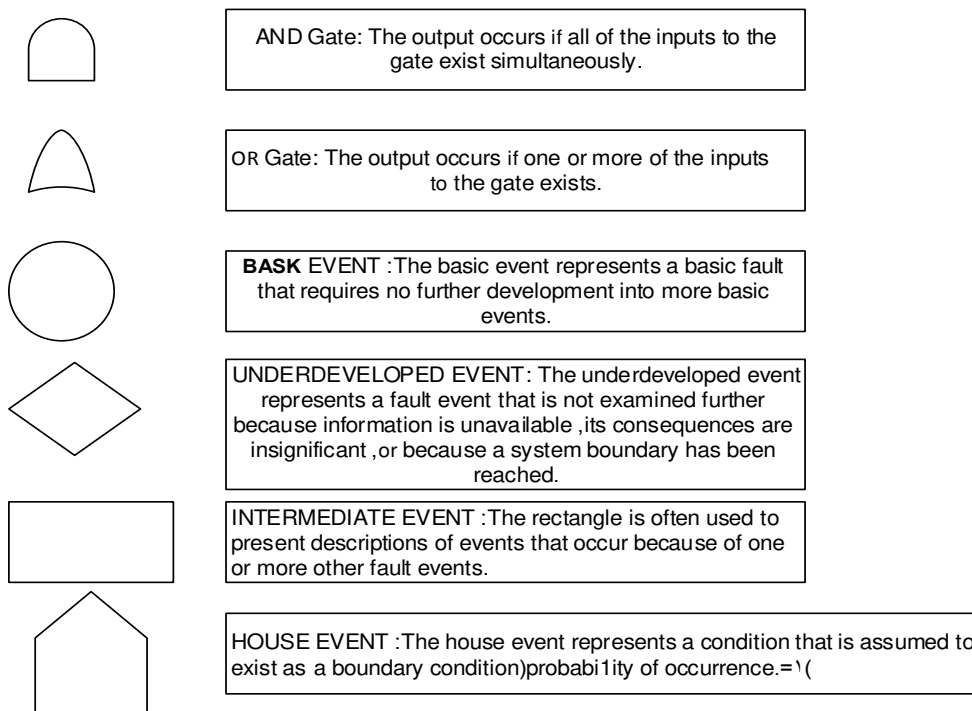 AND Gate: The output occurs if all of the inputs to the
gate exist simultaneously.
OR Gate: The output occurs if one or more of the inputs
to the gate exists.
BASK EVENT :The basic event represents a basic fault
that requires no further development into more basic
events.
UNDERDEVELOPED EVENT: The underdeveloped event
represents a fault event that is not examined further
because information is unavailable ,its consequences are
insignificant ,or because a system boundary has been
reached.
INTERMEDIATE EVENT :The rectangle is often used to
present descriptions of events that occur because of one
or more other fault events.
HOUSE EVENT :The house event represents a condition that is assumed to
exist as a boundary condition)probabi1ity of occurrence.=١(